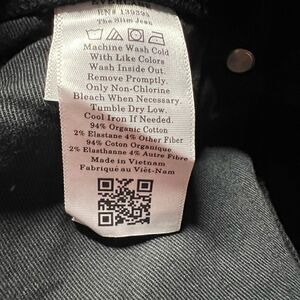 RN# 139393
The Slim Jean
Machine Wash Cold
With Like Colors
Wash Inside Out.
Remove Promptly.
Only Non-Chlorine
Bleach When Necessary.
Tumble Dry Low.
Cool Iron If Needed.
94% Organic Cotton
2% Elastane 4% Other Fiber
94% Coton Organique
2% Elasthanne 4% Autre Fibre
Made in Vietnam
Fabriqué au Viêt-Nam